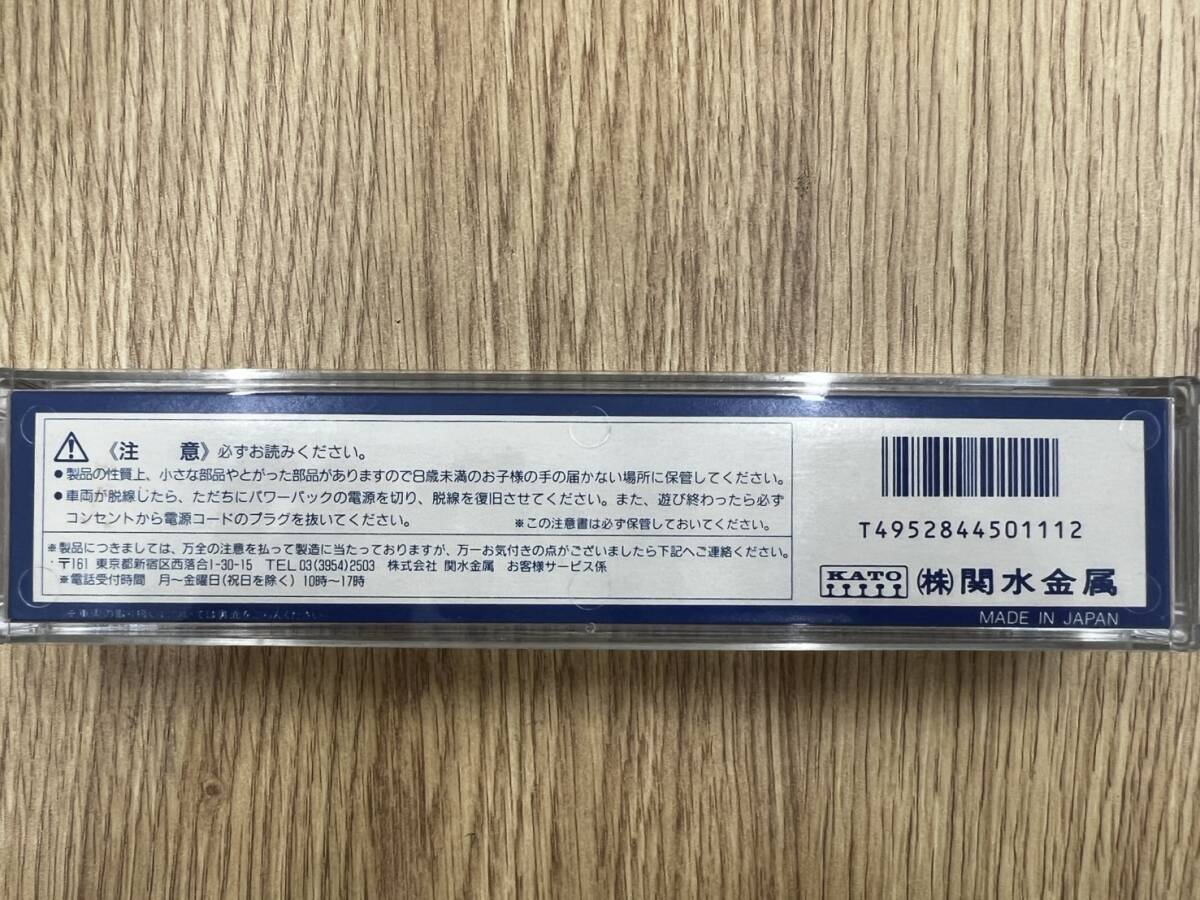 《注　意》必ずお読みください。
●製品の性質上、小さな部品やとがった部品がありますので8歳未満のお子様の手の届かない場所に保管してください。
●車両が脱線したら、ただちにパワーパックの電源を切り、脱線を復旧させてください。また、遊び終わったら必ず
コンセントから電源コードのプラグを抜いてください。　※この注意書は必ず保管しておいてください。
※製品につきましては、万全の注意を払って製造に当たっておりますが、万一お気付きの点がございましたら下記へご連絡ください。
〒161 東京都新宿区西落合1-30-15　TEL 03(3954)2503　株式会社 関水金属　お客様サービス係
※電話受付時間　月〜金曜日(祝日を除く) 10時〜17時
T4952844501112
KATO ㈱関水金属
MADE IN JAPAN